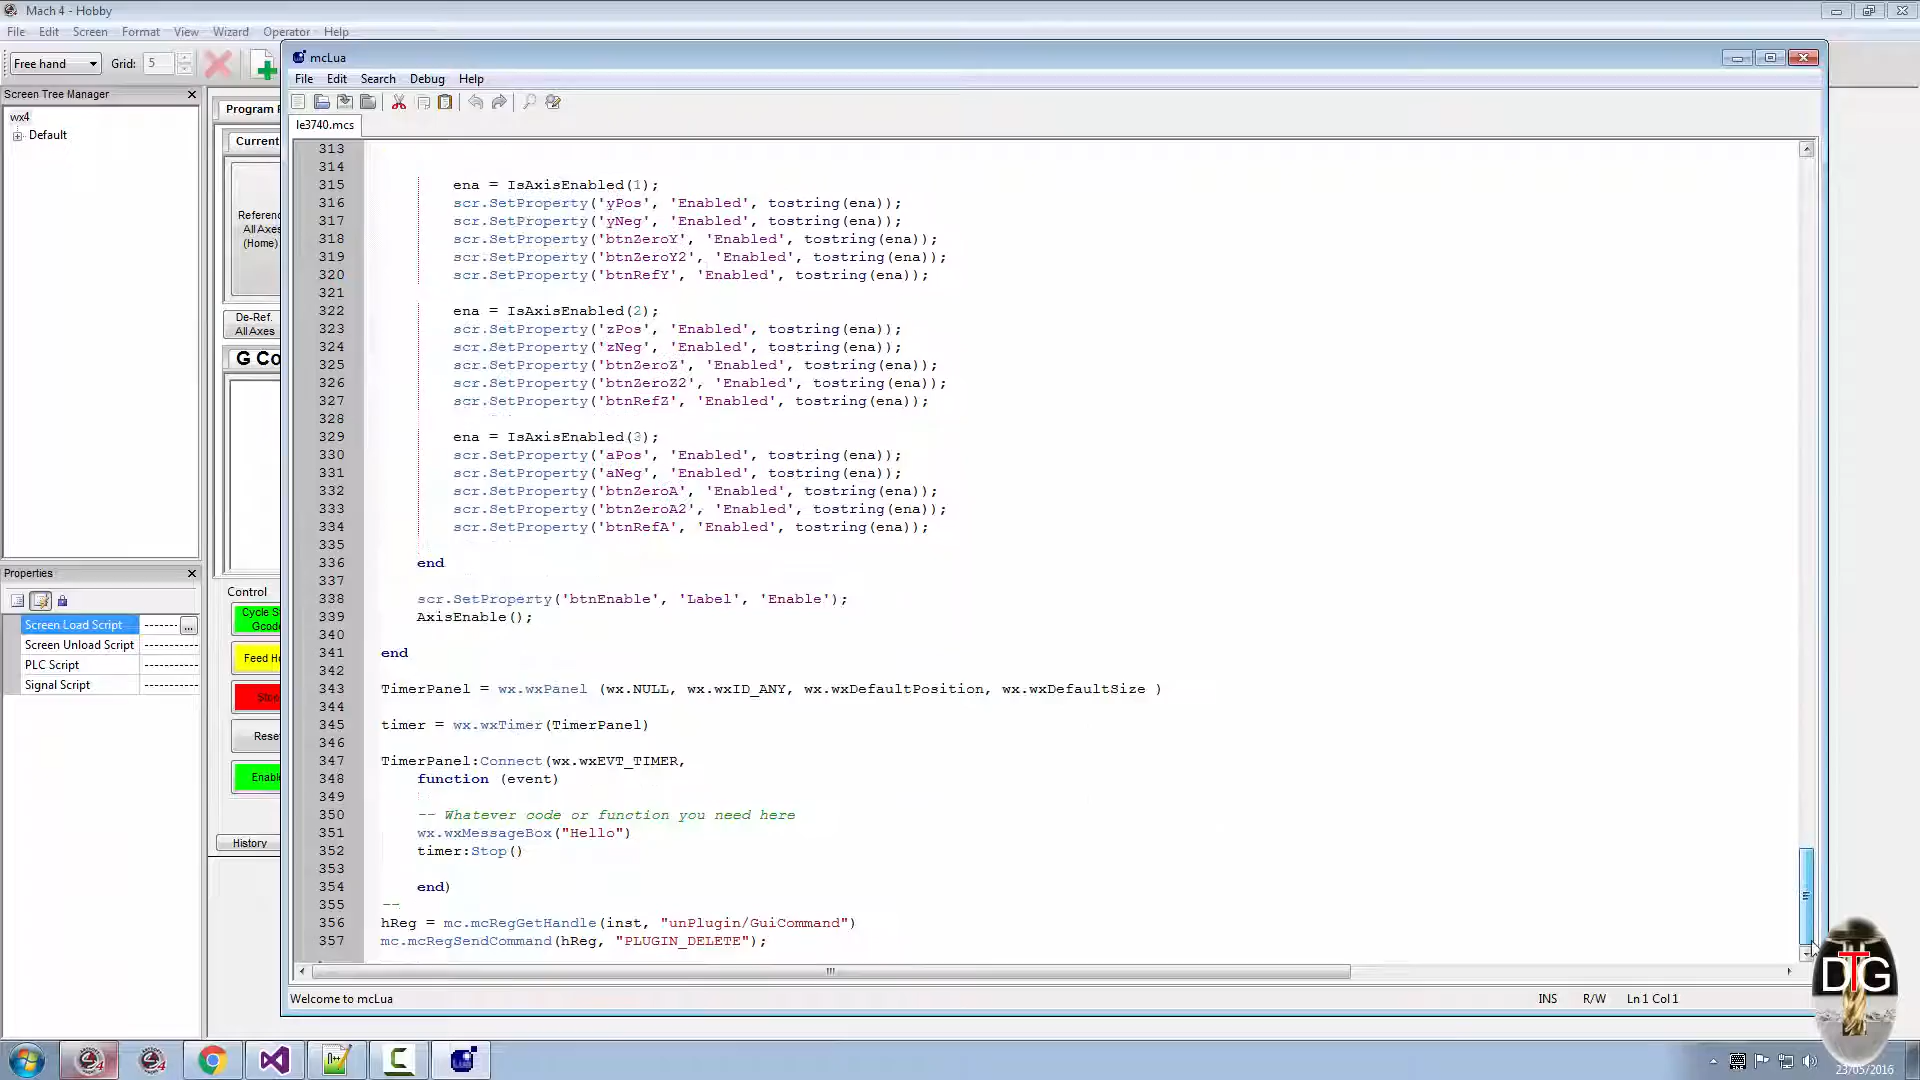 Mach 4 - Hobby
File Edit Screen Format View Wizard Operator Help
Free hand Grid: 5
Screen Tree Manager
wx4
Default
Properties
Screen Load Script
...
Screen Unload Script
PLC Script
Signal Script
Program
Current
Reference
All Axes
(Home)
De-Ref.
All Axes
G Co
Control
Cycle S
Gcode
Feed Ho
Reset
Enable
History
mcLua
File Edit Search Debug Help
le3740.mcs
313
314
315 ena = IsAxisEnabled(1);
316 scr.SetProperty('yPos', 'Enabled', tostring(ena));
317 scr.SetProperty('yNeg', 'Enabled', tostring(ena));
318 scr.SetProperty('btnZeroY', 'Enabled', tostring(ena));
319 scr.SetProperty('btnZeroY2', 'Enabled', tostring(ena));
320 scr.SetProperty('btnRefY', 'Enabled', tostring(ena));
321
322 ena = IsAxisEnabled(2);
323 scr.SetProperty('zPos', 'Enabled', tostring(ena));
324 scr.SetProperty('zNeg', 'Enabled', tostring(ena));
325 scr.SetProperty('btnZeroZ', 'Enabled', tostring(ena));
326 scr.SetProperty('btnZeroZ2', 'Enabled', tostring(ena));
327 scr.SetProperty('btnRefZ', 'Enabled', tostring(ena));
328
329 ena = IsAxisEnabled(3);
330 scr.SetProperty('aPos', 'Enabled', tostring(ena));
331 scr.SetProperty('aNeg', 'Enabled', tostring(ena));
332 scr.SetProperty('btnZeroA', 'Enabled', tostring(ena));
333 scr.SetProperty('btnZeroA2', 'Enabled', tostring(ena));
334 scr.SetProperty('btnRefA', 'Enabled', tostring(ena));
335
336 end
337
338 scr.SetProperty('btnEnable', 'Label', 'Enable');
339 AxisEnable();
340
341 end
342
343 TimerPanel = wx.wxPanel (wx.NULL, wx.wxID_ANY, wx.wxDefaultPosition, wx.wxDefaultSize )
344
345 timer = wx.wxTimer(TimerPanel)
346
347 TimerPanel:Connect(wx.wxEVT_TIMER,
348 function (event)
349
350 -- Whatever code or function you need here
351 wx.wxMessageBox("Hello")
352 timer:Stop()
353
354 end)
355 --
356 hReg = mc.mcRegGetHandle(inst, "unPlugin/GuiCommand")
357 mc.mcRegSendCommand(hReg, "PLUGIN_DELETE");
Welcome to mcLua INS R/W Ln 1 Col 1
DTG
23/05/2016